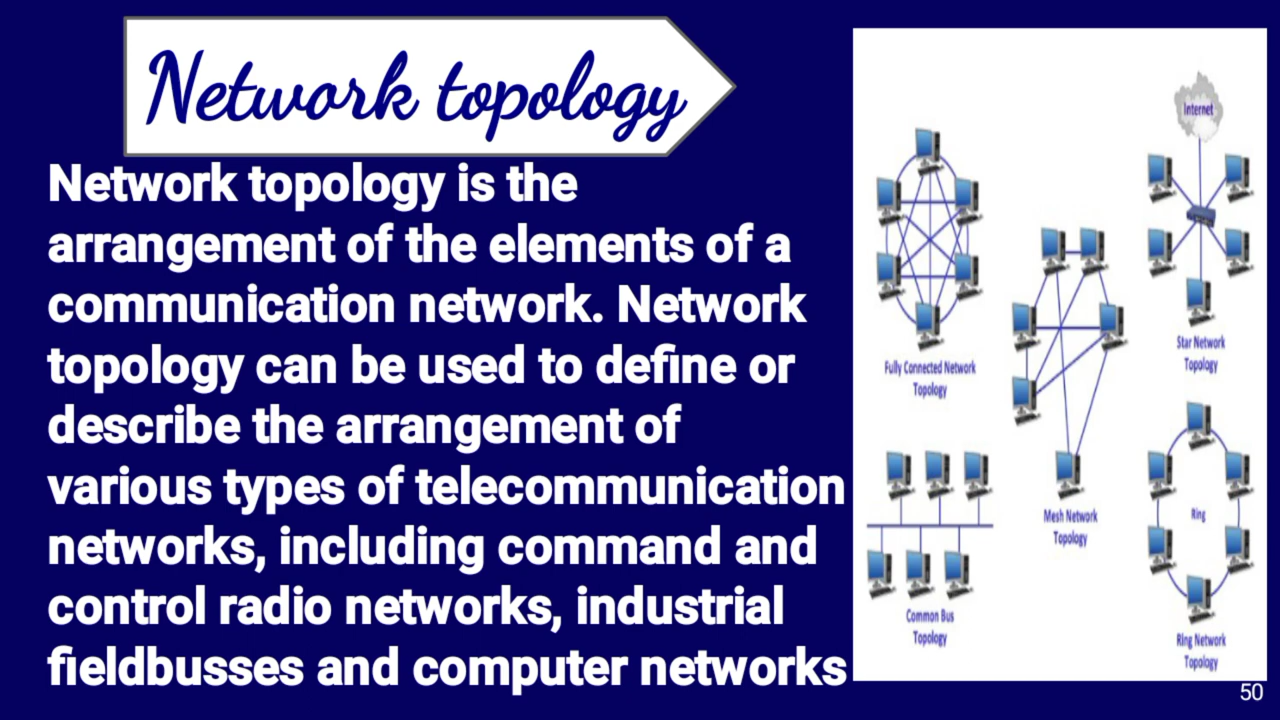 Network topology
Network topology is the
arrangement of the elements of a
communication network. Network
topology can be used to define or
describe the arrangement of
various types of telecommunication
networks, including command and
control radio networks, industrial
fieldbusses and computer networks
Internet
Fully Connected Network
Topology
Star Network
Topology
Mesh Network
Topology
Ring
Common Bus
Topology
Ring Network
Topology
50